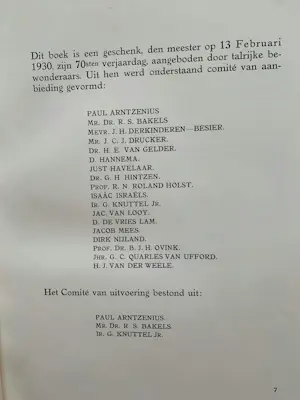 Dit boek is een geschenk, den meester op 13 Februari
1930, zijn 70sten verjaardag, aangeboden door talrijke be-
wonderaars. Uit hen werd onderstaand comité van aan-
bieding gevormd:
PAUL ARNTZENIUS
MR. DR. R. S. BAKELS
MEVR. J. H. DERKINDEREN—BESIER.
MR. J. C. J. DRUCKER.
DR. H. E. VAN GELDER.
D. HANNEMA.
JUST HAVELAAR.
DR. G. H. HINTZEN.
PROF. R. N. ROLAND HOLST.
ISAÄC ISRAËLS.
IR. G. KNUTTEL JR.
JAC. VAN LOOY.
D. DE VRIES LAM.
JACOB MEES.
DIRK NIJLAND.
PROF. DR. B. J. H. OVINK.
JHR. G. C. QUARLES VAN UFFORD.
H. J. VAN DER WEELE.
Het Comité van uitvoering bestond uit:
PAUL ARNTZENIUS
MR. DR. R. S. BAKELS
IR. G. KNUTTEL JR.
7